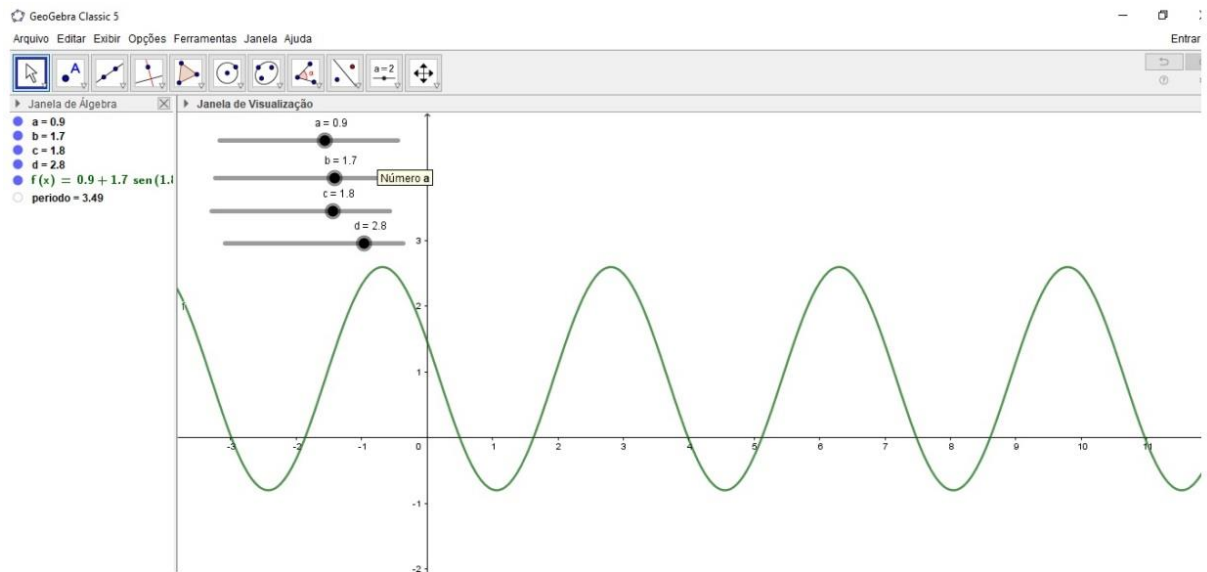 GeoGebra Classic 5
Arquivo Editar Exibir Opções Ferramentas Janela Ajuda
Entrar
A
α
a=2
Janela de Álgebra
Janela de Visualização
a = 0.9
b = 1.7
c = 1.8
d = 2.8
f(x) = 0.9 + 1.7 sen(1.
periodo = 3.49
a = 0.9
b = 1.7
Número a
c = 1.8
d = 2.8
3
2
1
-3 -2 -1 0 1 2 3 4 5 6 7 8 9 10 11
-1
-2